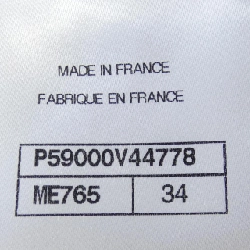 MADE IN FRANCE
FABRIQUE EN FRANCE
P59000V44778
ME765 34